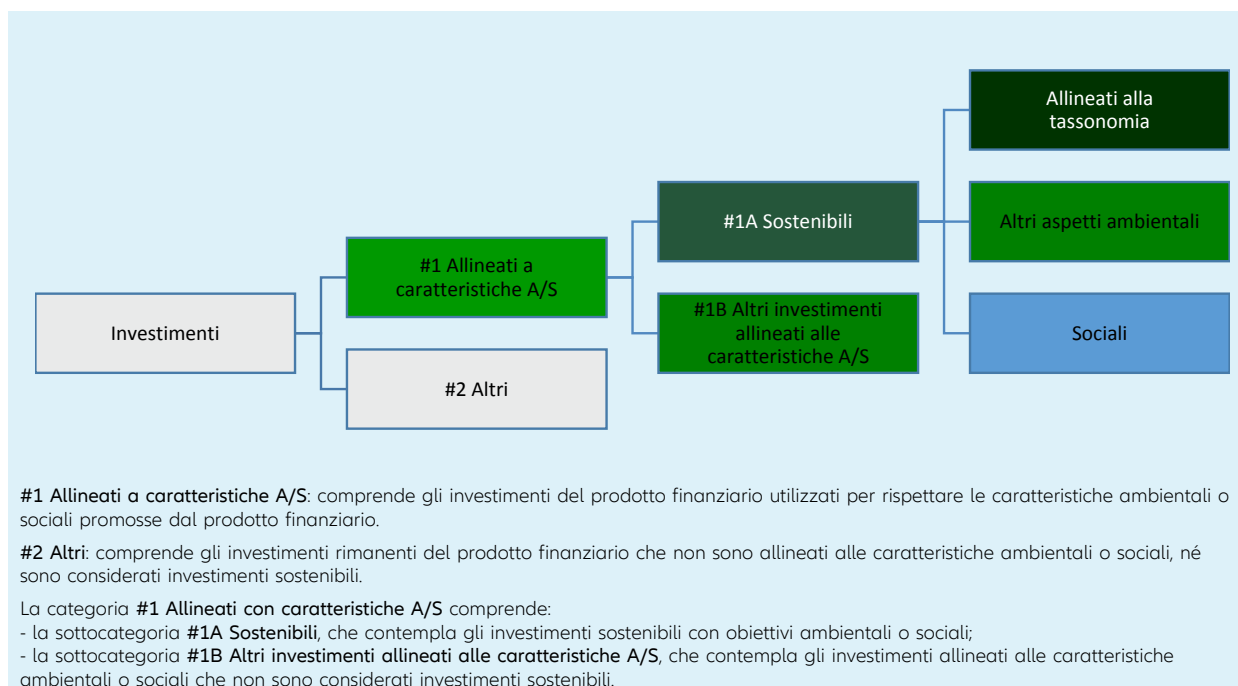 Allineati alla
tassonomia
#1A Sostenibili
Altri aspetti ambientali
#1 Allineati a
caratteristiche A/S
#1B Altri investimenti
allineati alle
caratteristiche A/S
Investimenti
Sociali
#2 Altri
#1 Allineati a caratteristiche A/S: comprende gli investimenti del prodotto finanziario utilizzati per rispettare le caratteristiche ambientali o
sociali promosse dal prodotto finanziario.
#2 Altri: comprende gli investimenti rimanenti del prodotto finanziario che non sono allineati alle caratteristiche ambientali o sociali, né
sono considerati investimenti sostenibili.
La categoria #1 Allineati con caratteristiche A/S comprende:
- la sottocategoria #1A Sostenibili, che contempla gli investimenti sostenibili con obiettivi ambientali o sociali;
- la sottocategoria #1B Altri investimenti allineati alle caratteristiche A/S, che contempla gli investimenti allineati alle caratteristiche
ambientali o sociali che non sono considerati investimenti sostenibili.